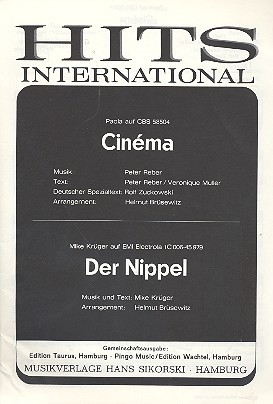 HITS
INTERNATIONAL
Paola auf CBS 58504
Cinéma
Musik: Peter Reber
Text: Peter Reber / Veronique Müller
Deutscher Spezialtext: Rolf Zuckowski
Arrangement: Helmut Brüsewitz
Mike Krüger auf EMI Electrola 1C 006-45 979
Der Nippel
Musik und Text: Mike Krüger
Arrangement: Helmut Brüsewitz
Gemeinschaftsausgabe:
Edition Taurus, Hamburg · Pingo Music/Edition Wachtel, Hamburg
MUSIKVERLAGE HANS SIKORSKI · HAMBURG